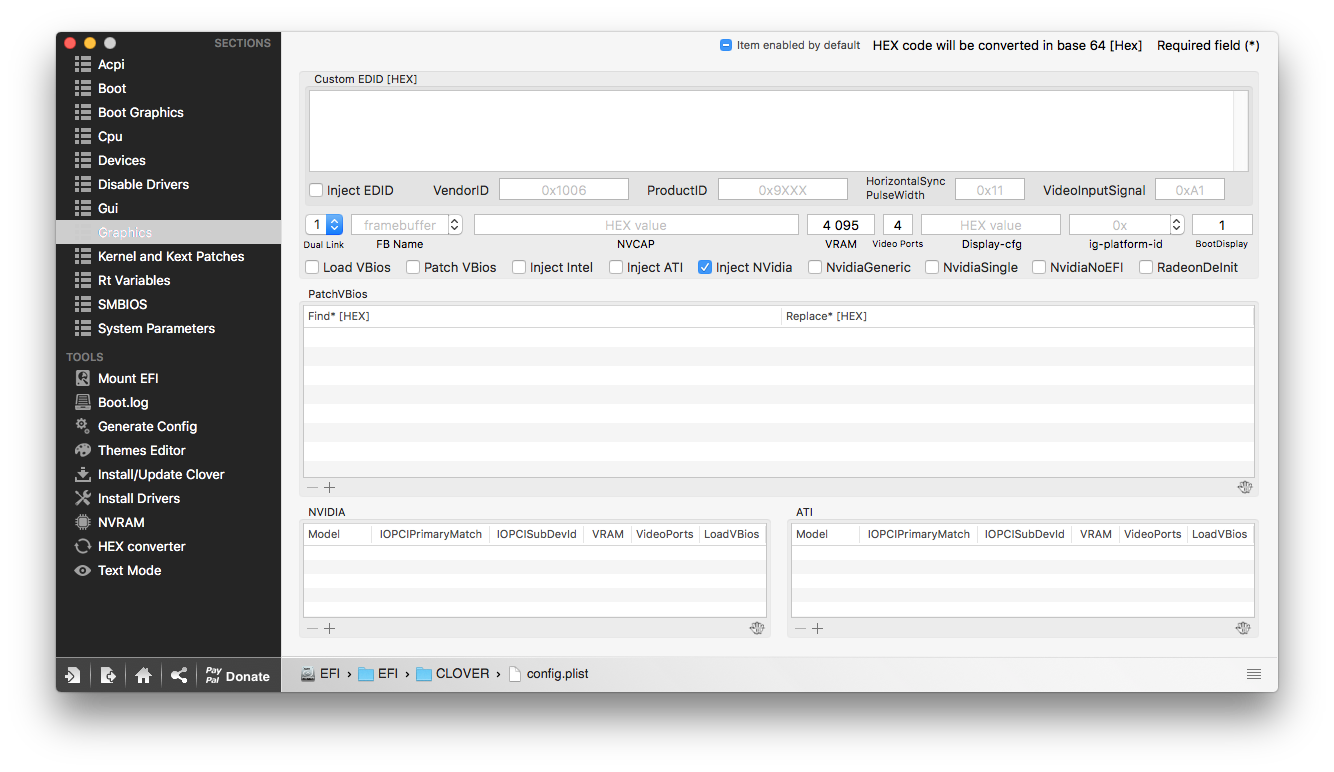 SECTIONS
Acpi
Boot
Boot Graphics
Cpu
Devices
Disable Drivers
Gui
Graphics
Kernel and Kext Patches
Rt Variables
SMBIOS
System Parameters
TOOLS
Mount EFI
Boot.log
Generate Config
Themes Editor
Install/Update Clover
Install Drivers
NVRAM
HEX converter
Text Mode
Pay
Pal Donate
Item enabled by default HEX code will be converted in base 64 [Hex] Required field (*)
Custom EDID [HEX]
Inject EDID VendorID 0x1006 ProductID 0x9XXX HorizontalSync PulseWidth 0x11 VideoInputSignal 0xA1
1 framebuffer HEX value 4 095 4 HEX value 0x 1
Dual Link FB Name NVCAP VRAM Video Ports Display-cfg ig-platform-id BootDisplay
Load VBios Patch VBios Inject Intel Inject ATI Inject NVidia NvidiaGeneric NvidiaSingle NvidiaNoEFI RadeonDeInit
PatchVBios
Find* [HEX] Replace* [HEX]
NVIDIA
Model IOPCIPrimaryMatch IOPCISubDevId VRAM VideoPorts LoadVBios
ATI
Model IOPCIPrimaryMatch IOPCISubDevId VRAM VideoPorts LoadVBios
EFI › EFI › CLOVER › config.plist